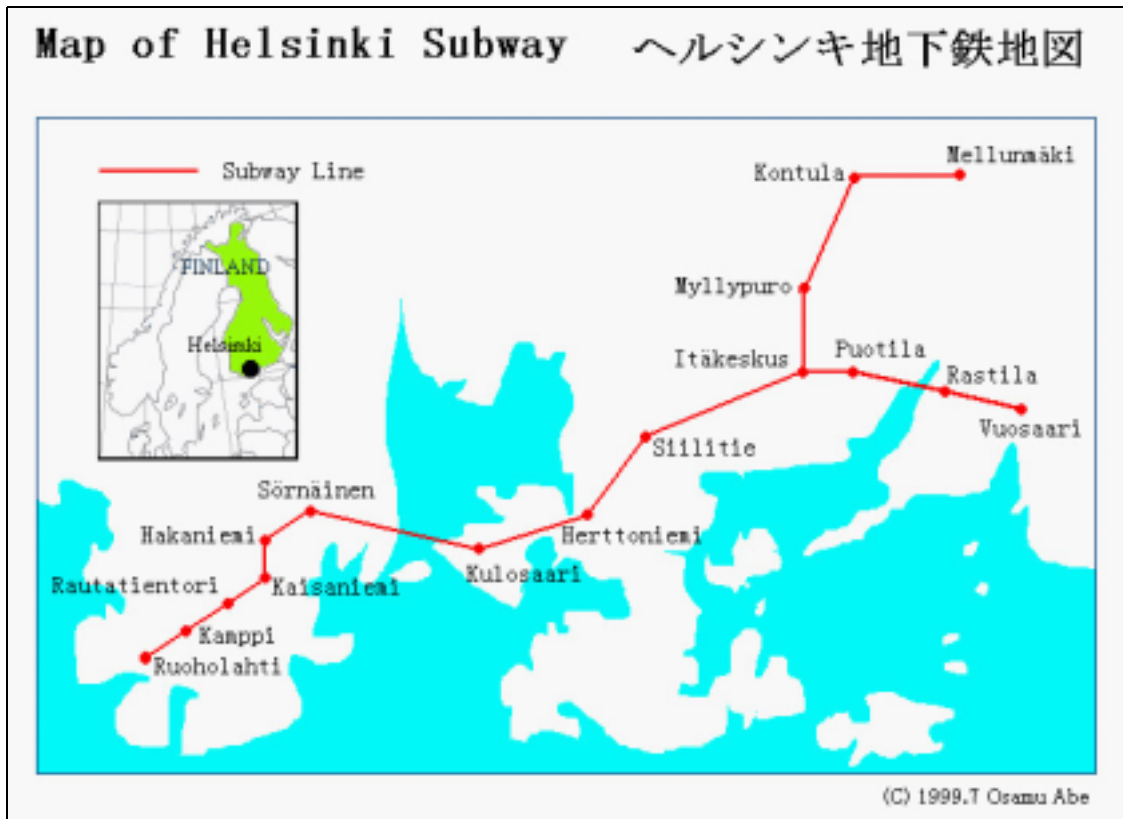 Map of Helsinki Subway ヘルシンキ地下鉄地図
Subway Line
FINLAND
Helsinki
Mellunmäki
Kontula
Myllypuro
Itäkeskus
Puotila
Rastila
Vuosaari
Siilitie
Sörnäinen
Hakaniemi
Herttoniemi
Kulosaari
Rautatientori
Kaisaniemi
Kamppi
Ruoholahti
(C) 1999.7 Osamu Abe